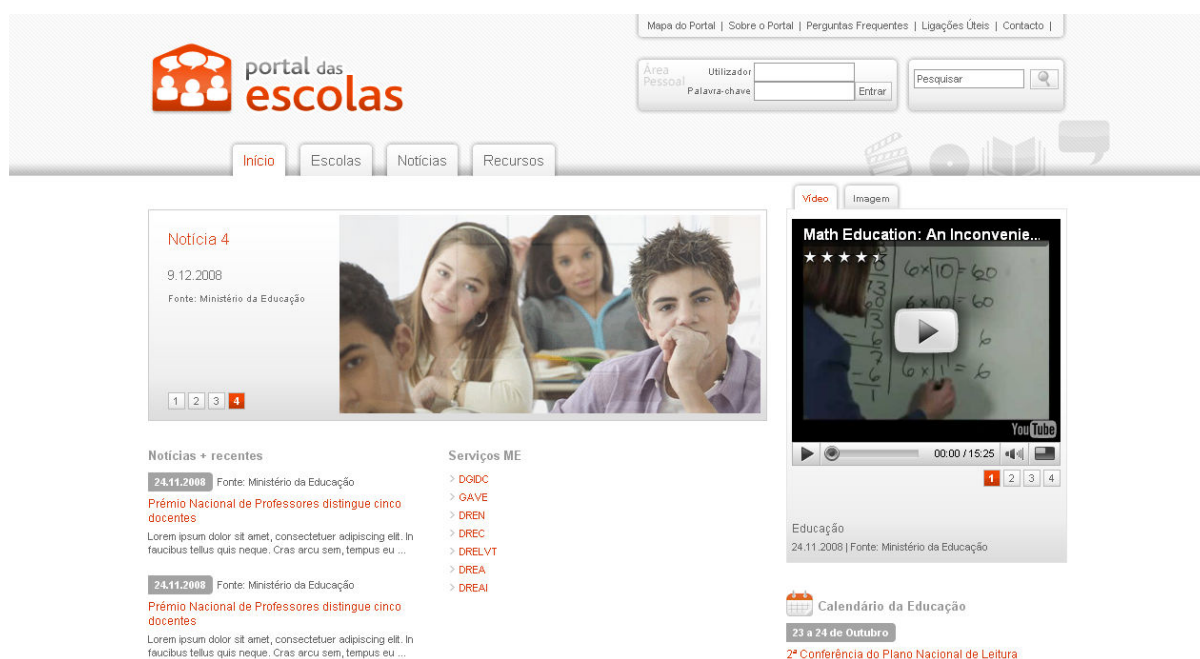 Mapa do Portal | Sobre o Portal | Perguntas Frequentes | Ligações Úteis | Contacto |
portal das
escolas
Área
Pessoal
Utilizador
Palavra-chave
Entrar
Pesquisar
Início
Escolas
Notícias
Recursos
Notícia 4
9.12.2008
Fonte: Ministério da Educação
1 2 3 4
Vídeo
Imagem
Math Education: An Inconvenie...
6×10=60
6×10=60
6×1=6
YouTube
00:00 / 15:25
1 2 3 4
Educação
24.11.2008 | Fonte: Ministério da Educação
Notícias + recentes
24.11.2008 Fonte: Ministério da Educação
Prémio Nacional de Professores distingue cinco
docentes
Lorem ipsum dolor sit amet, consectetuer adipiscing elit. In
faucibus tellus quis neque. Cras arcu sem, tempus eu ...
24.11.2008 Fonte: Ministério da Educação
Prémio Nacional de Professores distingue cinco
docentes
Lorem ipsum dolor sit amet, consectetuer adipiscing elit. In
faucibus tellus quis neque. Cras arcu sem, tempus eu ...
Serviços ME
> DGIDC
> GAVE
> DREN
> DREC
> DRELVT
> DREA
> DREAl
Calendário da Educação
23 a 24 de Outubro
2ª Conferência do Plano Nacional de Leitura